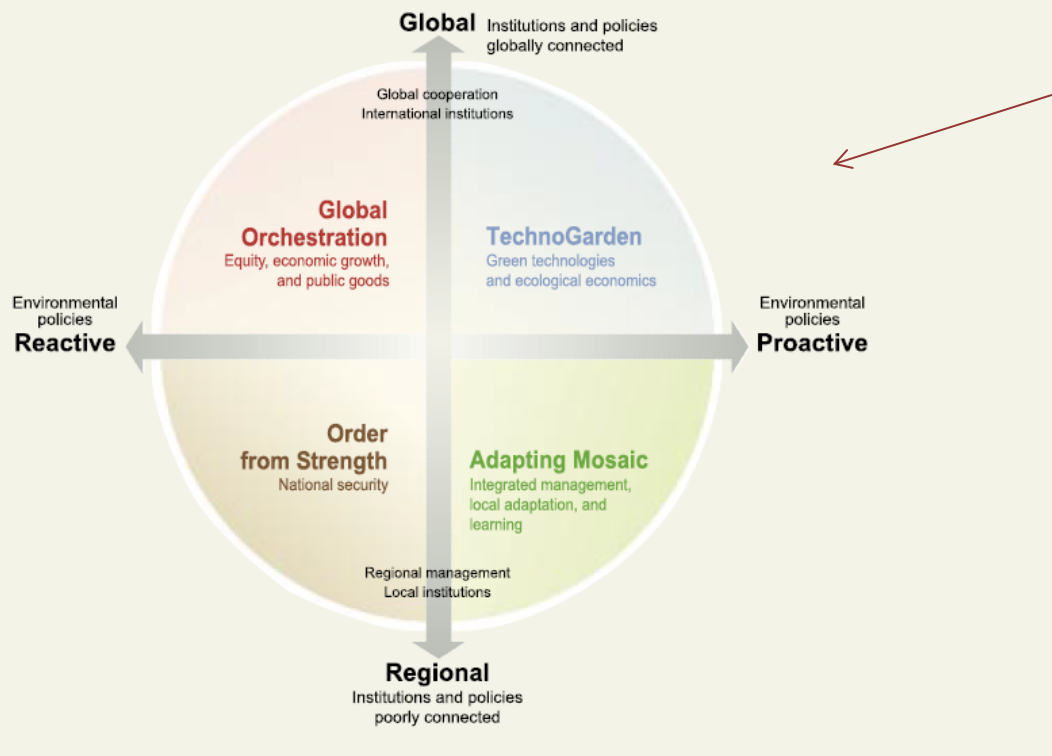 Global Institutions and policies
globally connected
Global cooperation
International institutions
Global
Orchestration
Equity, economic growth,
and public goods
TechnoGarden
Green technologies
and ecological economics
Environmental
policies
Reactive
Environmental
policies
Proactive
Order
from Strength
National security
Adapting Mosaic
Integrated management,
local adaptation, and
learning
Regional management
Local institutions
Regional
Institutions and policies
poorly connected